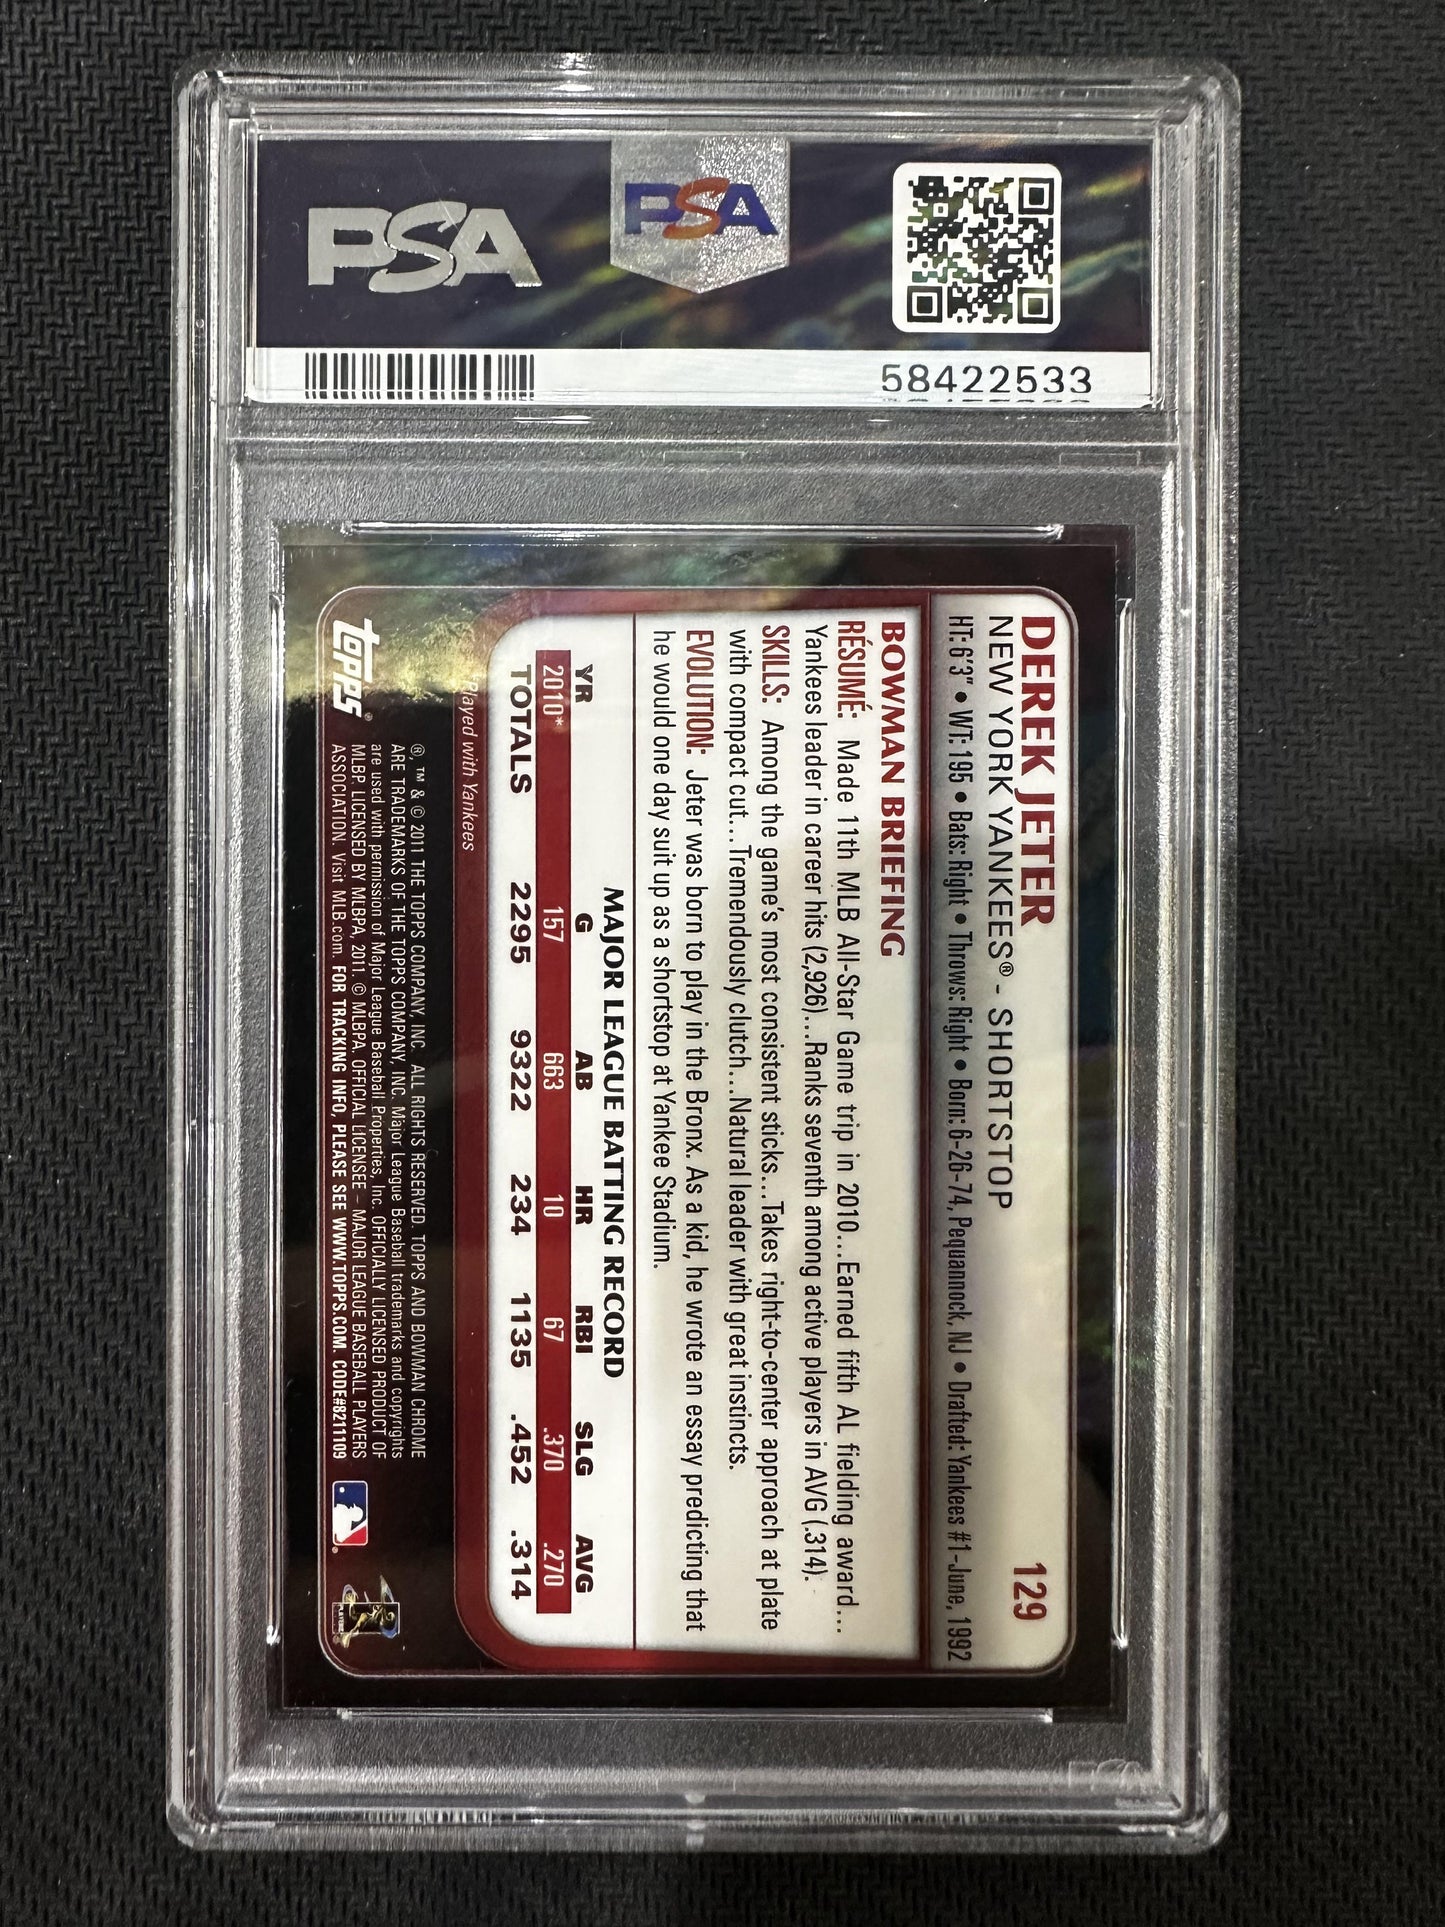 PSA
PSA
58422533
DEREK JETER
129
NEW YORK YANKEES® - SHORTSTOP
HT: 6'3" • WT: 195 • Bats: Right • Throws: Right • Born: 6-26-74, Pequannock, NJ • Drafted: Yankees #1-June, 1992
BOWMAN BRIEFING
RÉSUMÉ: Made 11th MLB All-Star Game trip in 2010...Earned fifth AL fielding award...
Yankees leader in career hits (2,926)...Ranks seventh among active players in AVG (.314).
SKILLS: Among the game's most consistent sticks...Takes right-to-center approach at plate
with compact cut...Tremendously clutch...Natural leader with great instincts.
EVOLUTION: Jeter was born to play in the Bronx. As a kid, he wrote an essay predicting that
he would one day suit up as a shortstop at Yankee Stadium.
MAJOR LEAGUE BATTING RECORD
YR G AB HR RBI SLG AVG
2010* 157 663 10 67 .370 .270
TOTALS 2295 9322 234 1135 .452 .314
Played with Yankees
topps®
®, ™ & © 2011 THE TOPPS COMPANY, INC. ALL RIGHTS RESERVED. TOPPS AND BOWMAN CHROME
ARE TRADEMARKS OF THE TOPPS COMPANY, INC. Major League Baseball trademarks and copyrights
are used with permission of Major League Baseball Properties, Inc. OFFICIALLY LICENSED PRODUCT OF
MLBP. LICENSED BY MLBPA, 2011. © MLBPA. OFFICIAL LICENSEE – MAJOR LEAGUE BASEBALL PLAYERS
ASSOCIATION. Visit MLB.com. FOR TRACKING INFO, PLEASE SEE WWW.TOPPS.COM. CODE#8211109
PLAYERS